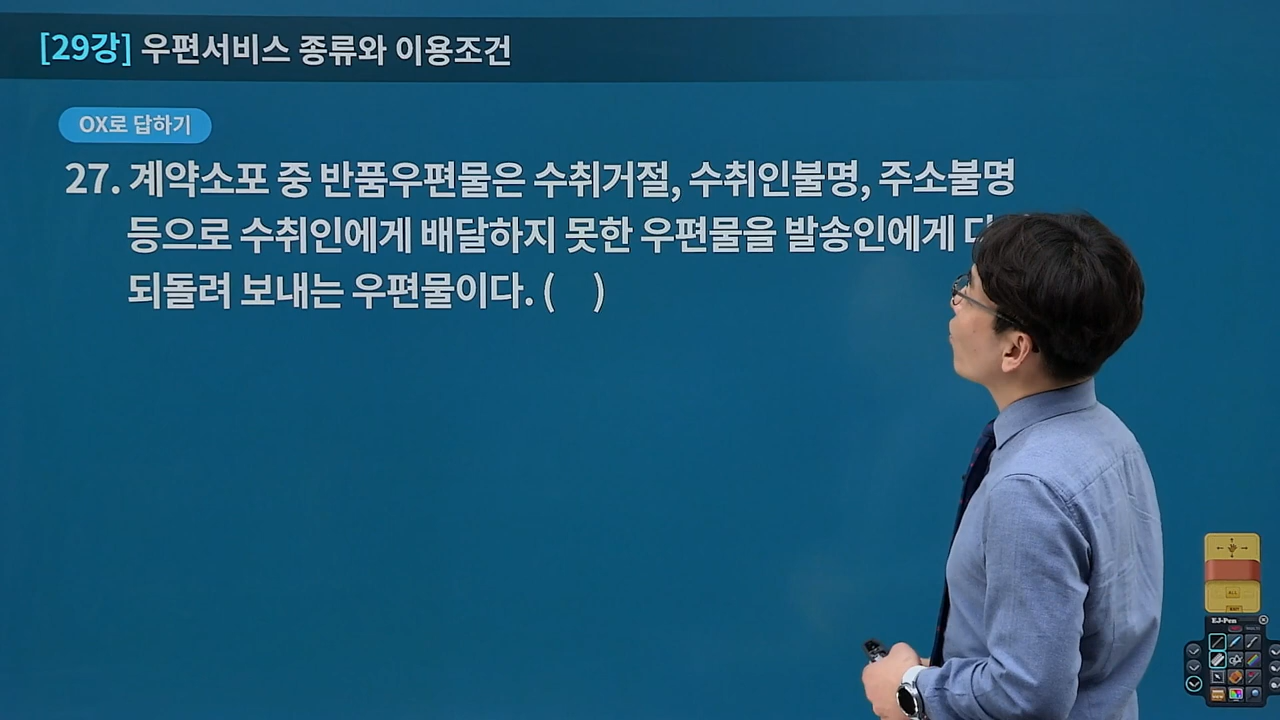 [29강] 우편서비스 종류와 이용조건
OX로 답하기
27. 계약소포 중 반품우편물은 수취거절, 수취인불명, 주소불명
등으로 수취인에게 배달하지 못한 우편물을 발송인에게
되돌려 보내는 우편물이다. (    )
EJ-Pen
ALL